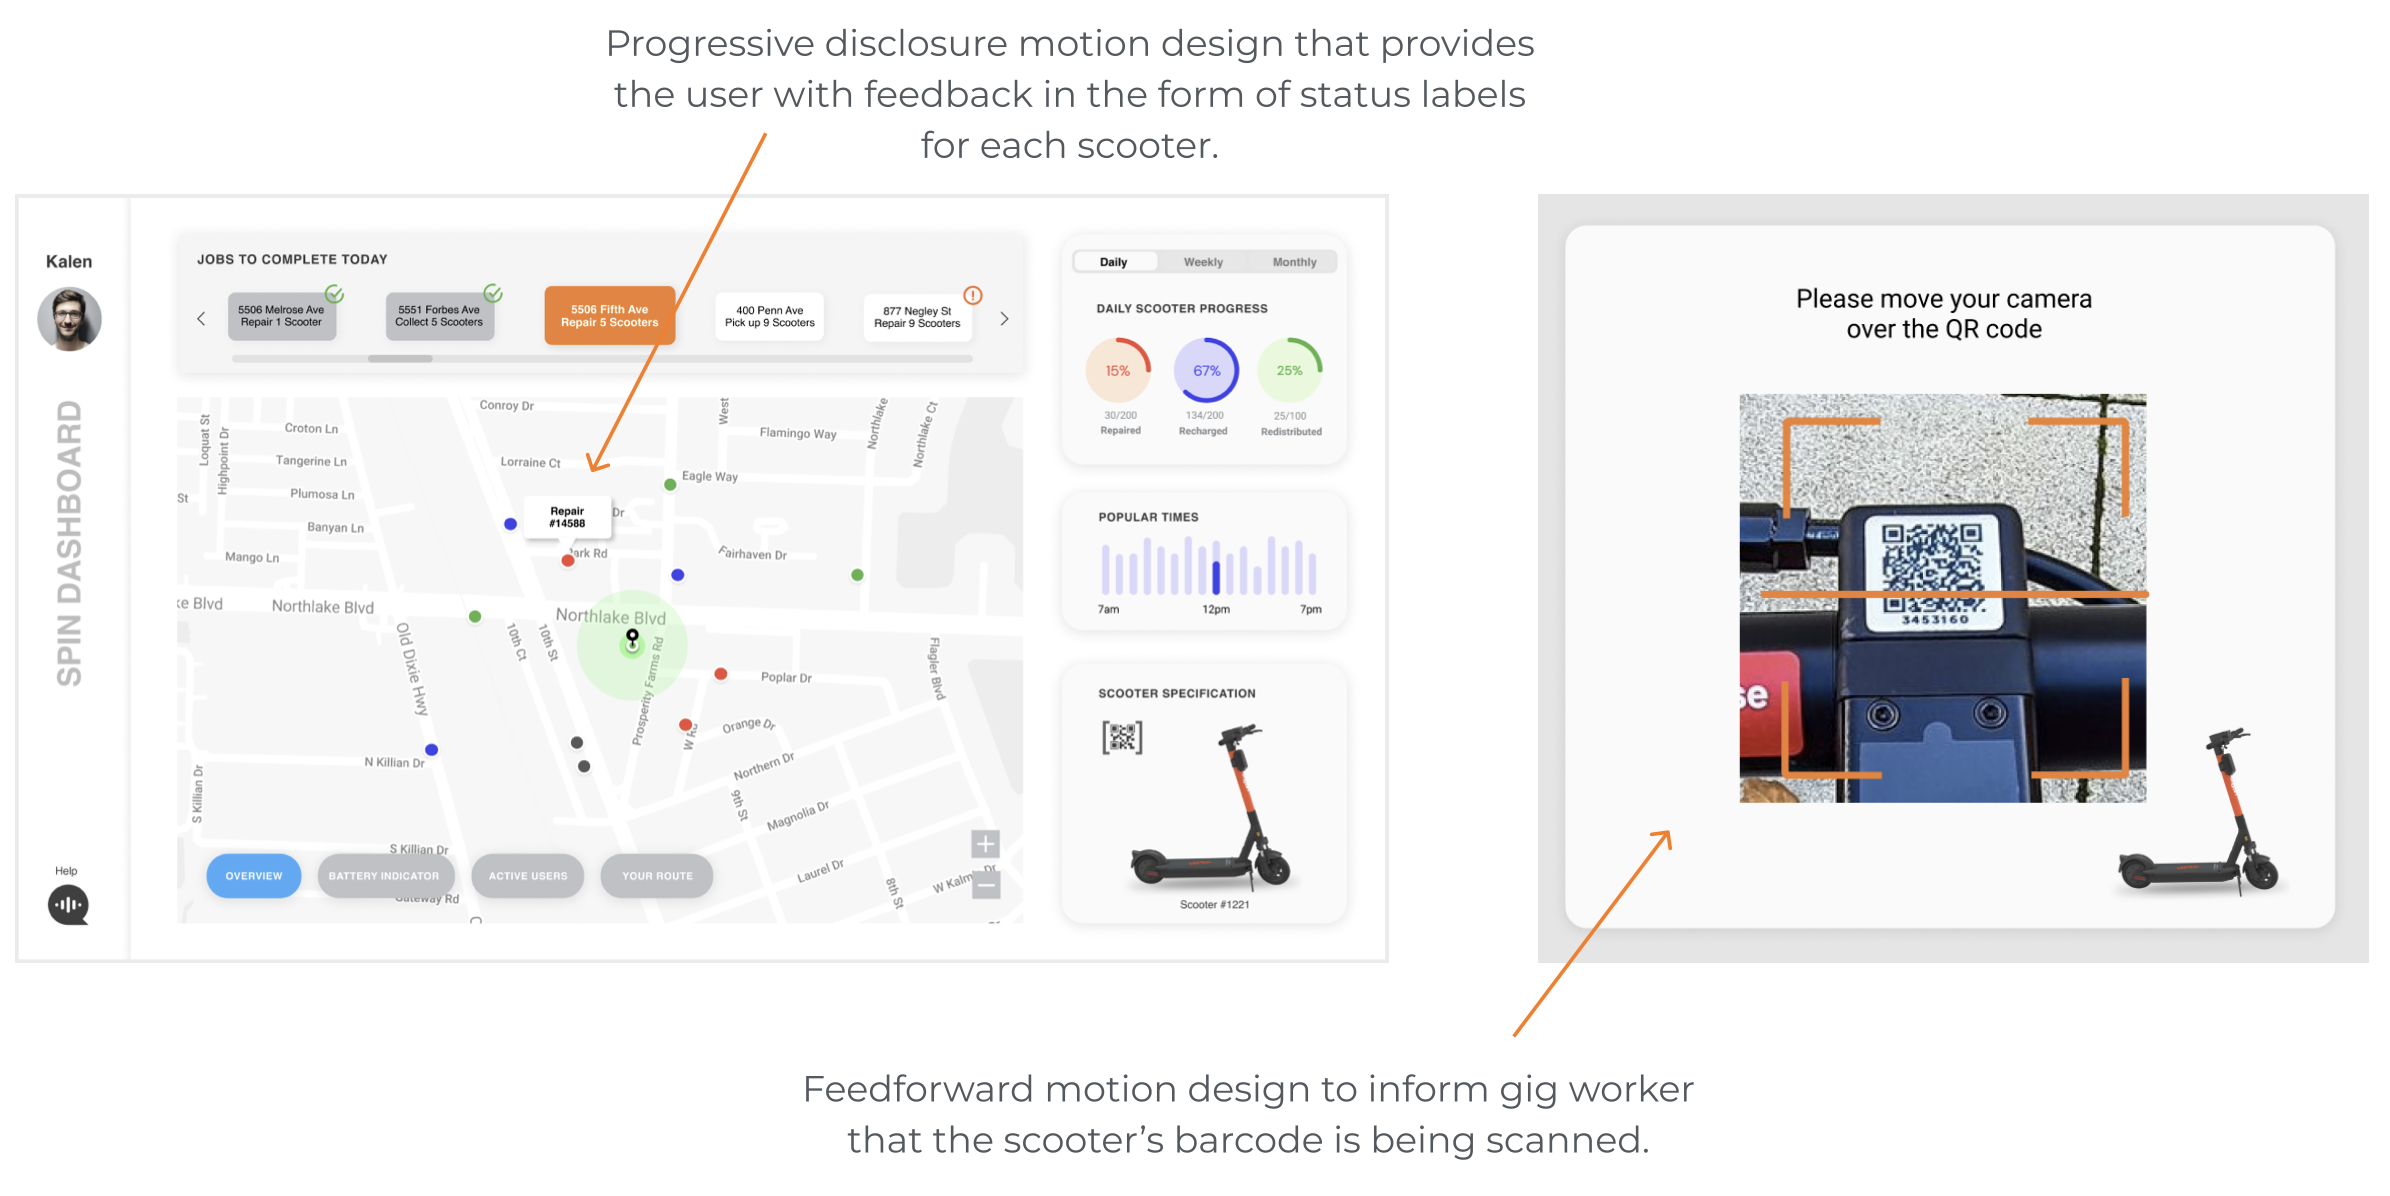 Progressive disclosure motion design that provides
the user with feedback in the form of status labels
for each scooter.
Kalen
SPIN DASHBOARD
Help
JOBS TO COMPLETE TODAY
5506 Melrose Ave
Repair 1 Scooter
5551 Forbes Ave
Collect 5 Scooters
5506 Fifth Ave
Repair 5 Scooters
400 Penn Ave
Pick up 9 Scooters
877 Negley St
Repair 9 Scooters
Conroy Dr
West
Northlake
Northlake Ct
Loquat St
Highpoint Dr
Croton Ln
Flamingo Way
Tangerine Ln
Lorraine Ct
Eagle Way
St
Plumosa Ln
Repair
#14588
Dr
Banyan Ln
Park Rd
Fairhaven Dr
Mango Ln
ke Blvd
Northlake Blvd
Northlake Blvd
Old Dixie Hwy
10th Ct
10th St
Prosperity Farms Rd
Flagler Blvd
Poplar Dr
Orange Dr
W Rd
N Killian Dr
Northern Dr
S Killian Dr
9th St
Magnolia Dr
S Killian Dr
Laurel Dr
8th St
W Kalm
Dr
OVERVIEW
BATTERY INDICATOR
ACTIVE USERS
YOUR ROUTE
Gateway Rd
Daily
Weekly
Monthly
DAILY SCOOTER PROGRESS
15%
67%
25%
30/200
134/200
25/100
Repaired
Recharged
Redistributed
POPULAR TIMES
7am
12pm
7pm
SCOOTER SPECIFICATION
Scooter #1221
Please move your camera
over the QR code
3453160
se
Feedforward motion design to inform gig worker
that the scooter's barcode is being scanned.